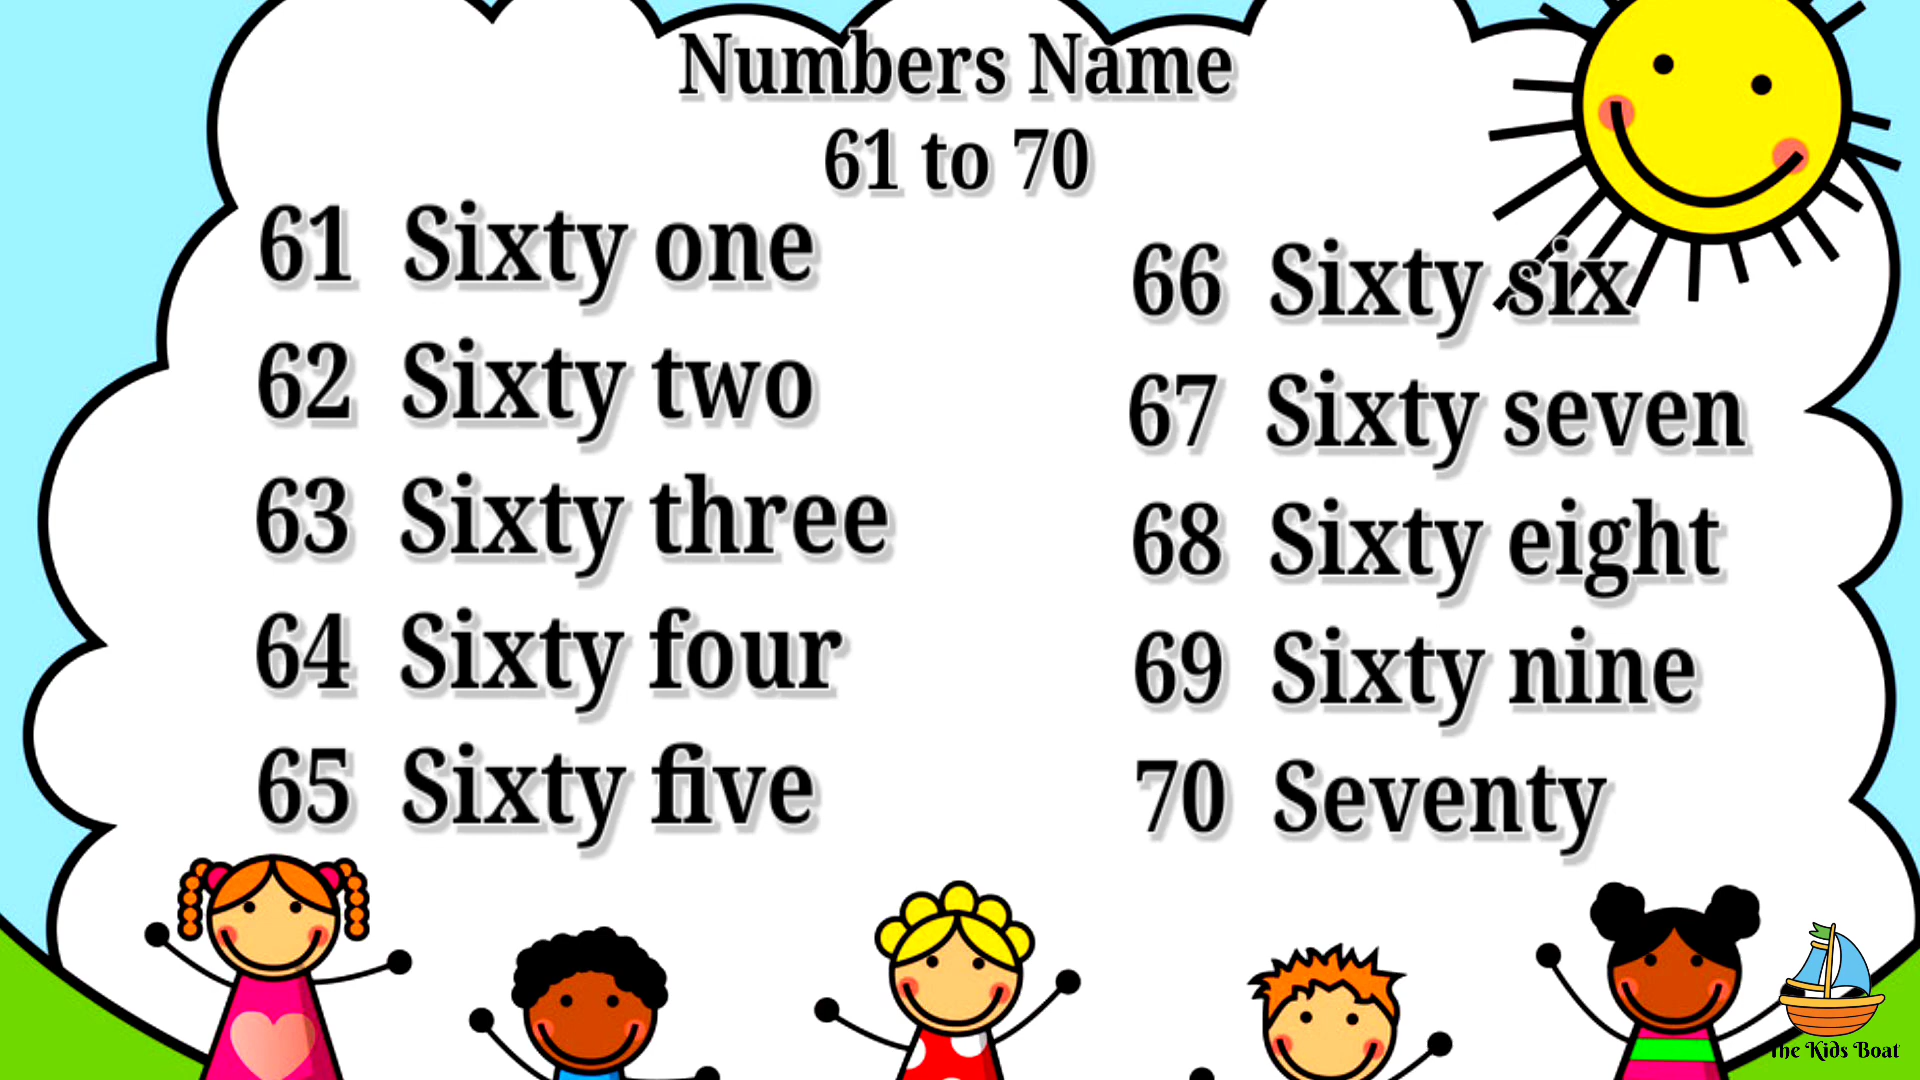 Numbers Name
61 to 70
61 Sixty one
62 Sixty two
63 Sixty three
64 Sixty four
65 Sixty five
66 Sixty six
67 Sixty seven
68 Sixty eight
69 Sixty nine
70 Seventy
The Kids Boat